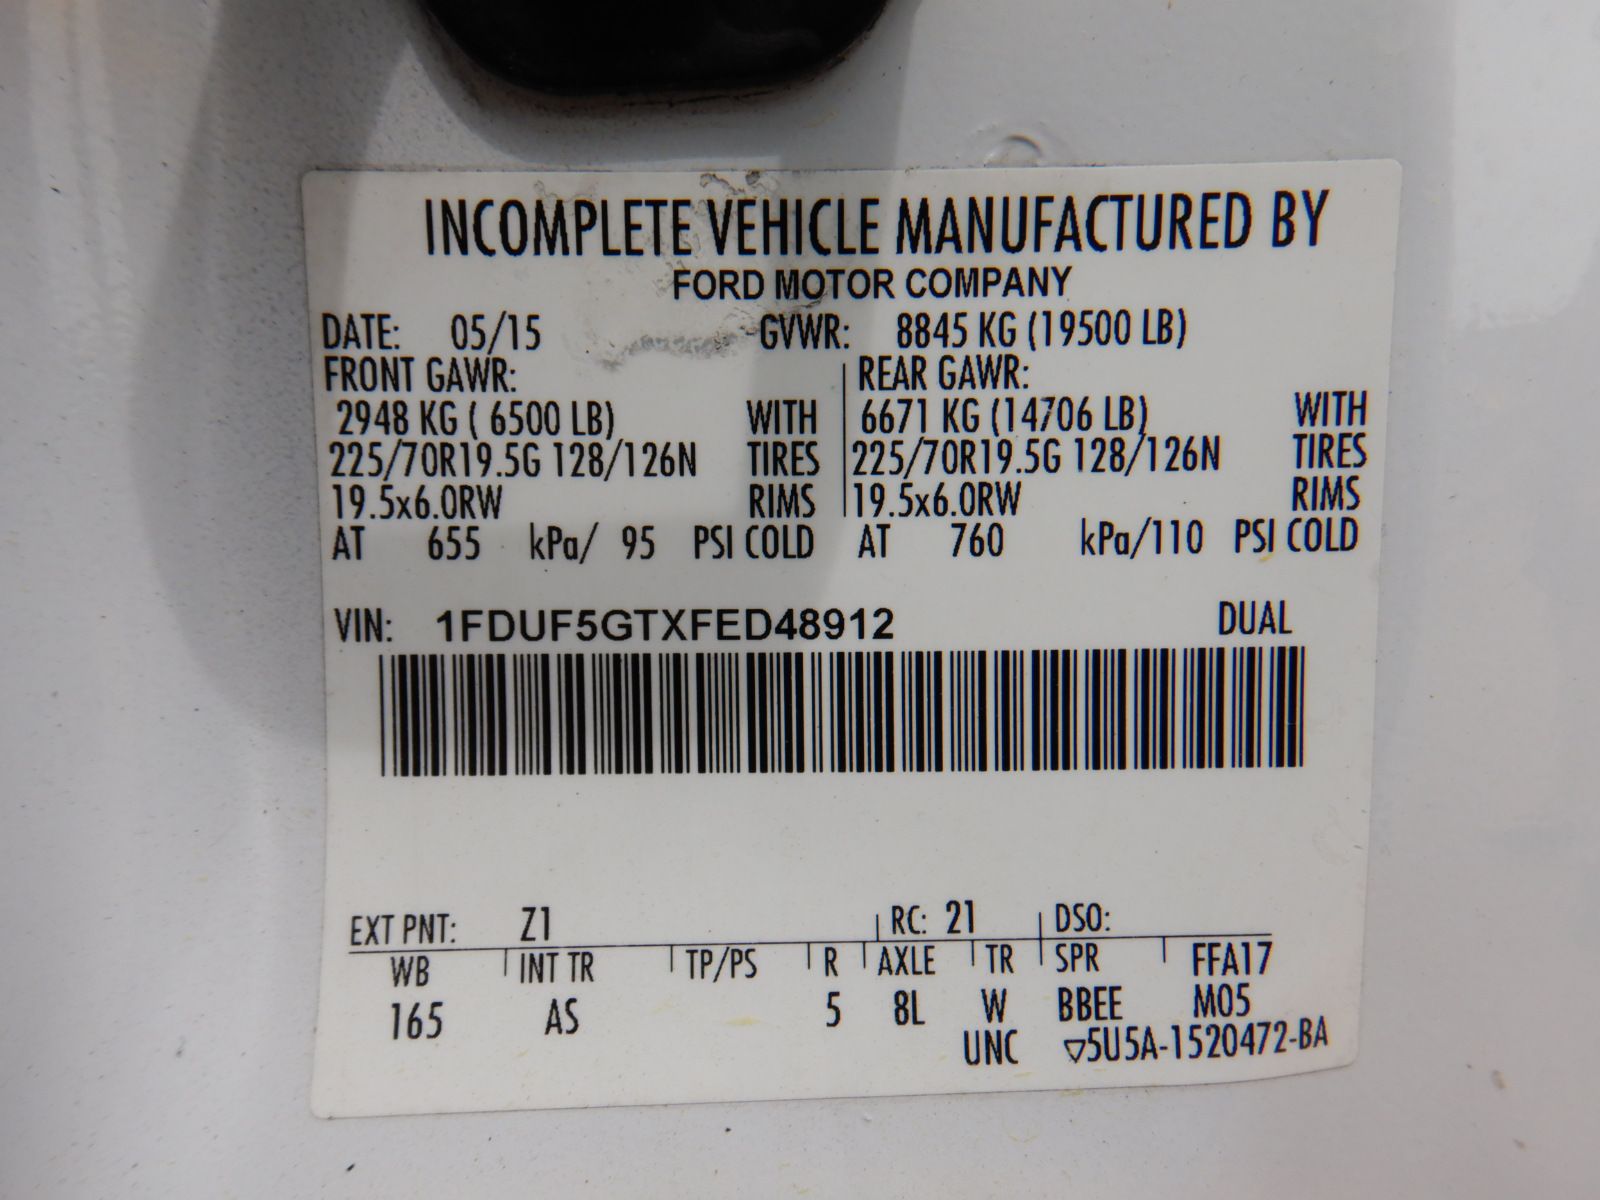 INCOMPLETE VEHICLE MANUFACTURED BY
FORD MOTOR COMPANY
DATE: 05/15 GVWR: 8845 KG (19500 LB)
FRONT GAWR: REAR GAWR:
2948 KG ( 6500 LB) WITH 6671 KG (14706 LB) WITH
225/70R19.5G 128/126N TIRES 225/70R19.5G 128/126N TIRES
19.5x6.0RW RIMS 19.5x6.0RW RIMS
AT 655 kPa/ 95 PSI COLD AT 760 kPa/110 PSI COLD
VIN: 1FDUF5GTXFED48912 DUAL
EXT PNT: Z1 RC: 21 DSO:
WB INT TR TP/PS R AXLE TR SPR FFA17
165 AS 5 8L W BBEE M05
UNC ▽5U5A-1520472-BA